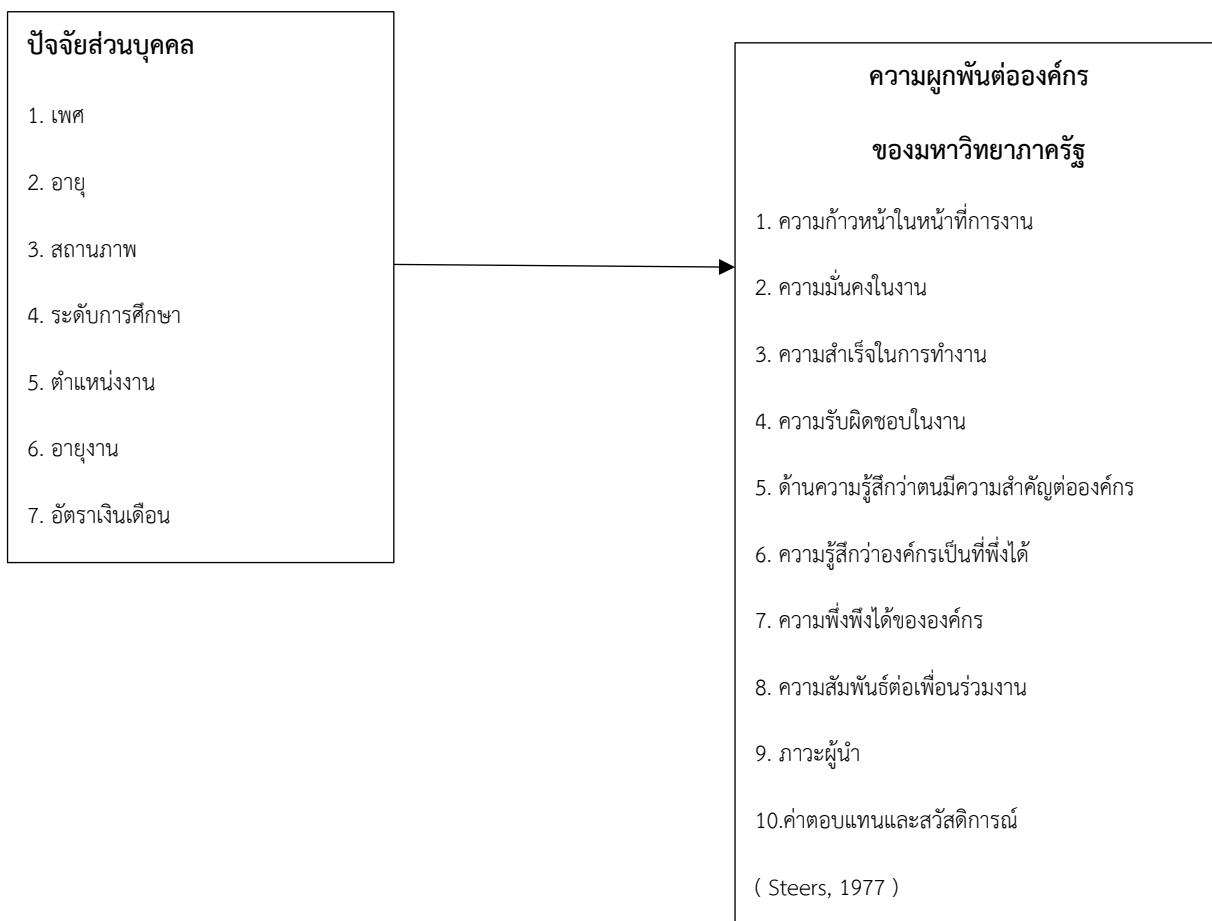 ปัจจัยส่วนบุคคล
1. เพศ
2. อายุ
3. สถานภาพ
4. ระดับการศึกษา
5. ตำแหน่งงาน
6. อายุงาน
7. อัตราเงินเดือน
ความผูกพันต่อองค์กร
ของมหาวิทยาภาครัฐ
1. ความก้าวหน้าในหน้าที่การงาน
2. ความมั่นคงในงาน
3. ความสำเร็จในการทำงาน
4. ความรับผิดชอบในงาน
5. ด้านความรู้สึกว่าตนมีความสำคัญต่อองค์กร
6. ความรู้สึกว่าองค์กรเป็นที่พึ่งได้
7. ความพึ่งพิงได้ขององค์กร
8. ความสัมพันธ์ต่อเพื่อนร่วมงาน
9. ภาวะผู้นำ
10.ค่าตอบแทนและสวัสดิการณ์
( Steers, 1977 )